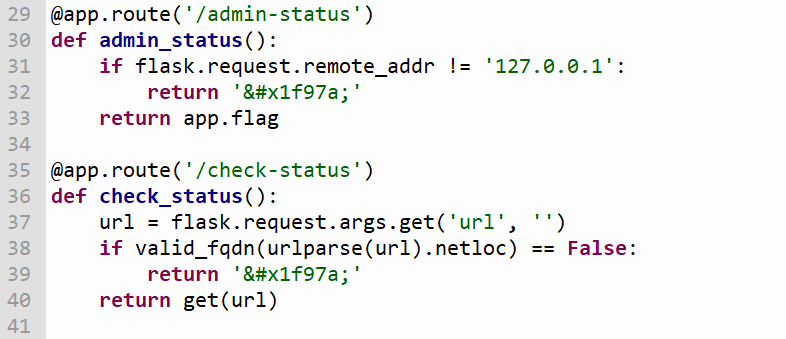 29 @app.route('/admin-status')
30 def admin_status():
31     if flask.request.remote_addr != '127.0.0.1':
32         return '&#x1f97a;'
33     return app.flag
34
35 @app.route('/check-status')
36 def check_status():
37     url = flask.request.args.get('url', '')
38     if valid_fqdn(urlparse(url).netloc) == False:
39         return '&#x1f97a;'
40     return get(url)
41